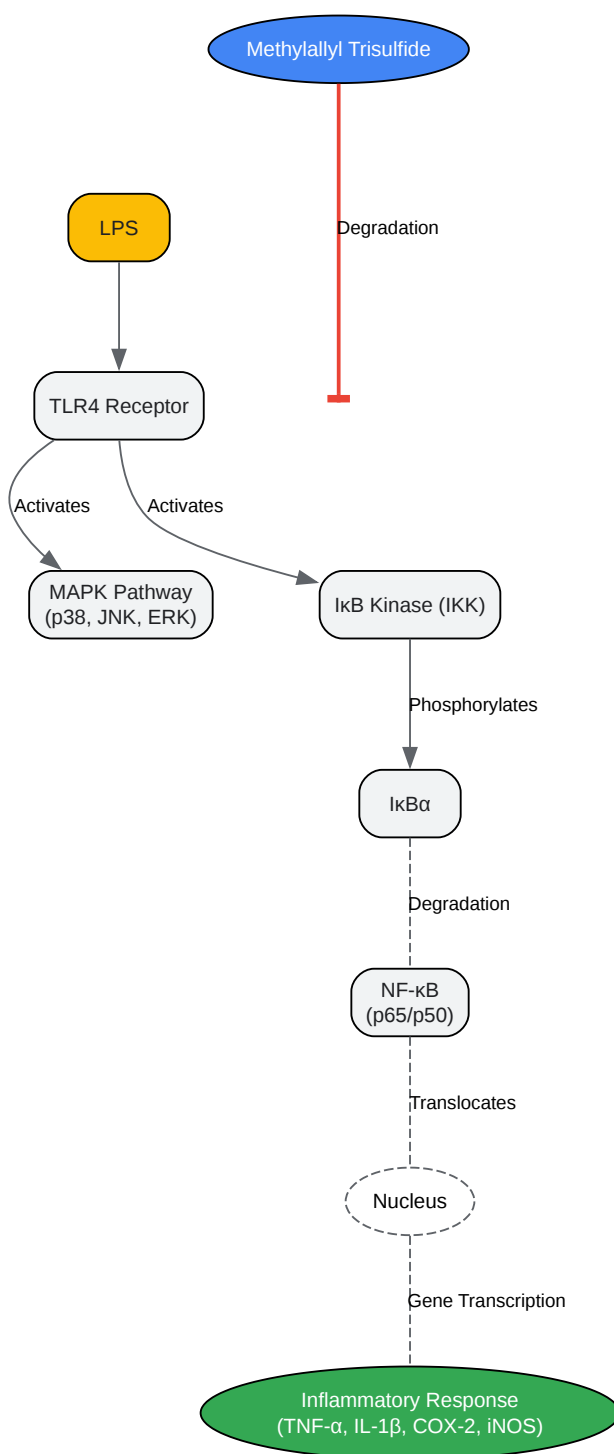 Methylallyl Trisulfide
LPS
Degradation
TLR4 Receptor
Activates
Activates
MAPK Pathway
(p38, JNK, ERK)
IκB Kinase (IKK)
Phosphorylates
IκBα
Degradation
NF-κB
(p65/p50)
Translocates
Nucleus
Gene Transcription
Inflammatory Response
(TNF-α, IL-1β, COX-2, iNOS)